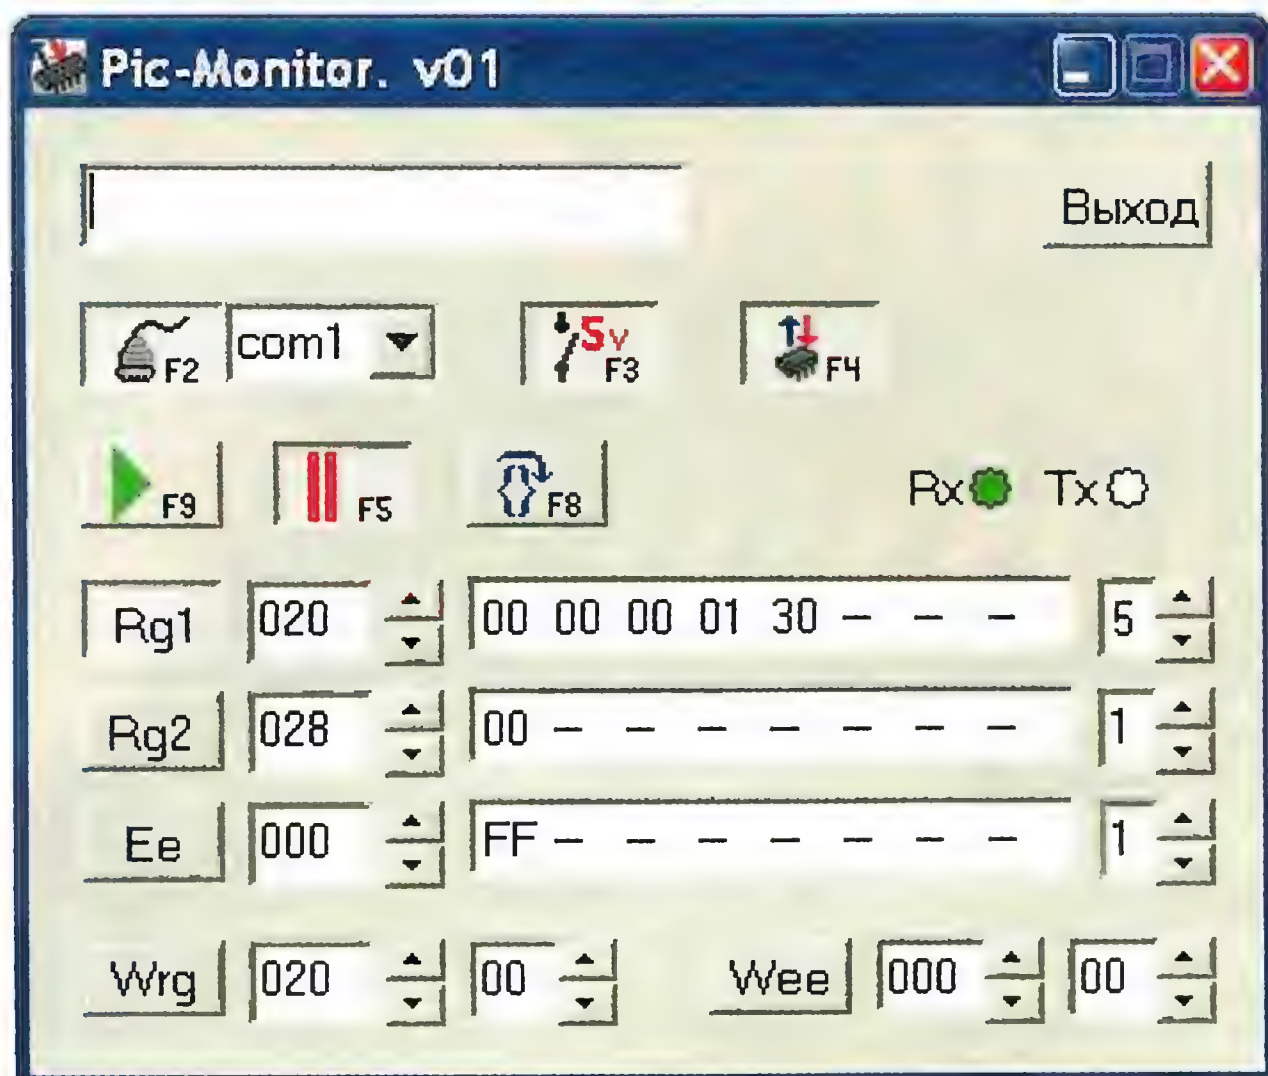 Pic-Monitor. v01
Выход
F2 com1 5v F3 F4
F9 F5 F8 Rx Tx
Rg1 020 00 00 00 01 30 – – – 5
Rg2 028 00 – – – – – – – 1
Ee 000 FF – – – – – – – 1
Wrg 020 00 Wee 000 00